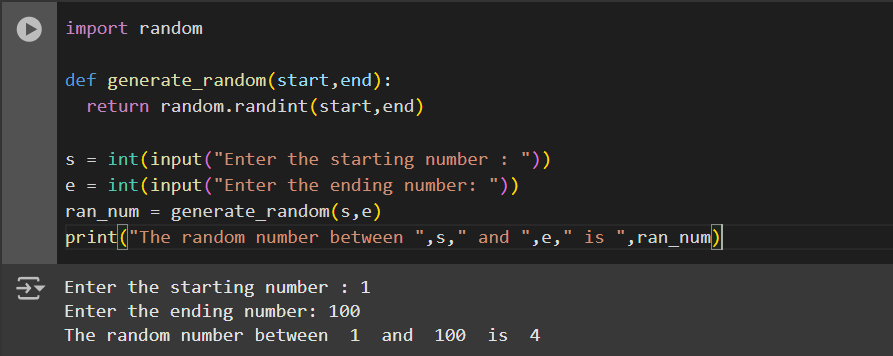 import random
def generate_random(start,end):
  return random.randint(start,end)
s = int(input("Enter the starting number : "))
e = int(input("Enter the ending number: "))
ran_num = generate_random(s,e)
print("The random number between ",s," and ",e," is ",ran_num)
Enter the starting number : 1
Enter the ending number: 100
The random number between  1  and  100  is  4